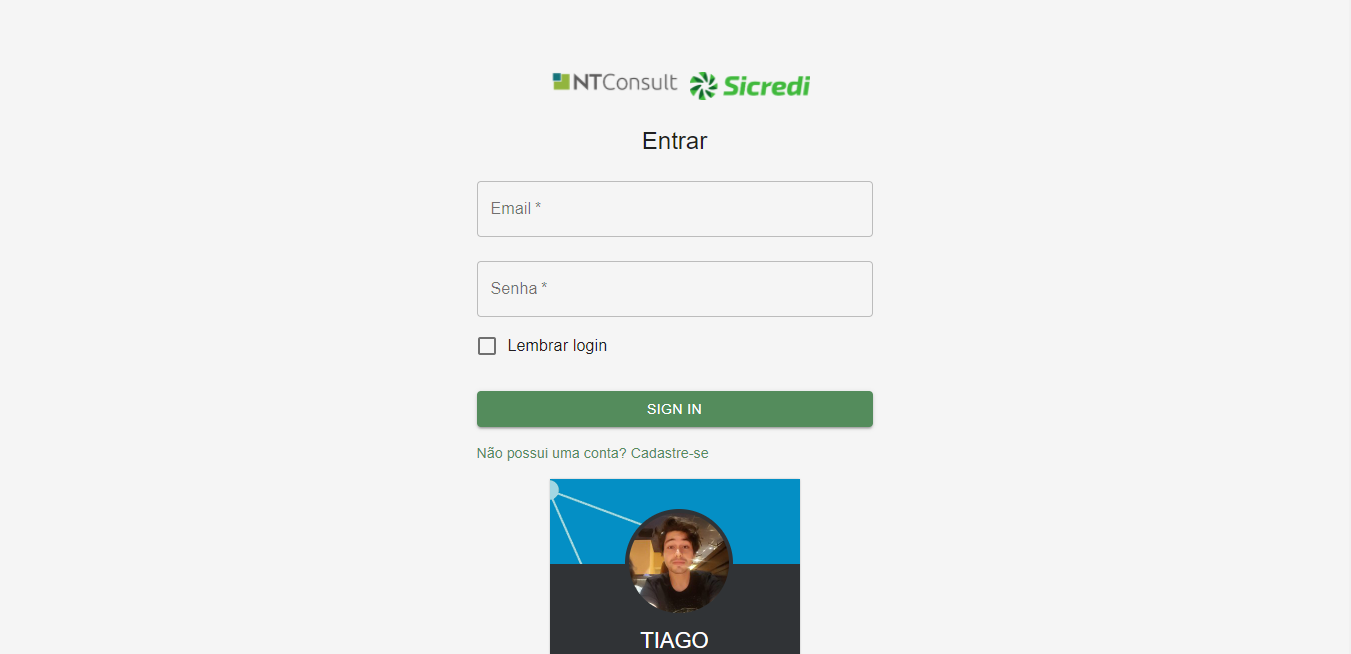 NTConsult Sicredi
Entrar
Email *
Senha *
Lembrar login
SIGN IN
Não possui uma conta? Cadastre-se
TIAGO